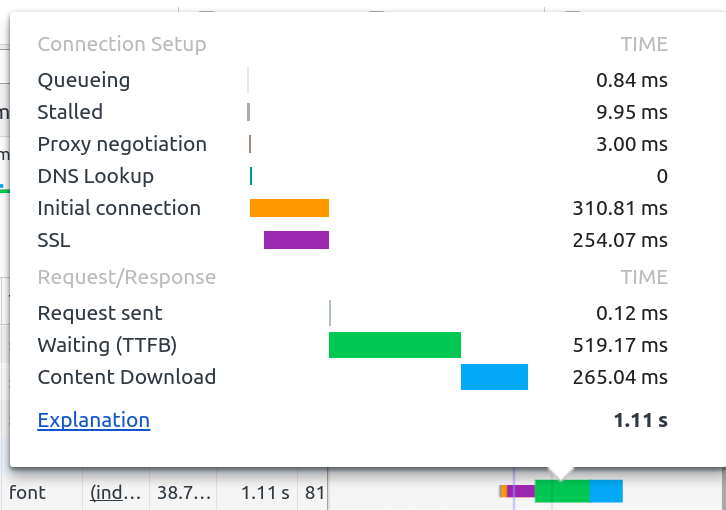 Connection Setup TIME
Queueing 0.84 ms
Stalled 9.95 ms
Proxy negotiation 3.00 ms
DNS Lookup 0
Initial connection 310.81 ms
SSL 254.07 ms
Request/Response TIME
Request sent 0.12 ms
Waiting (TTFB) 519.17 ms
Content Download 265.04 ms
Explanation 1.11 s
font (ind... 38.7... 1.11 s 81